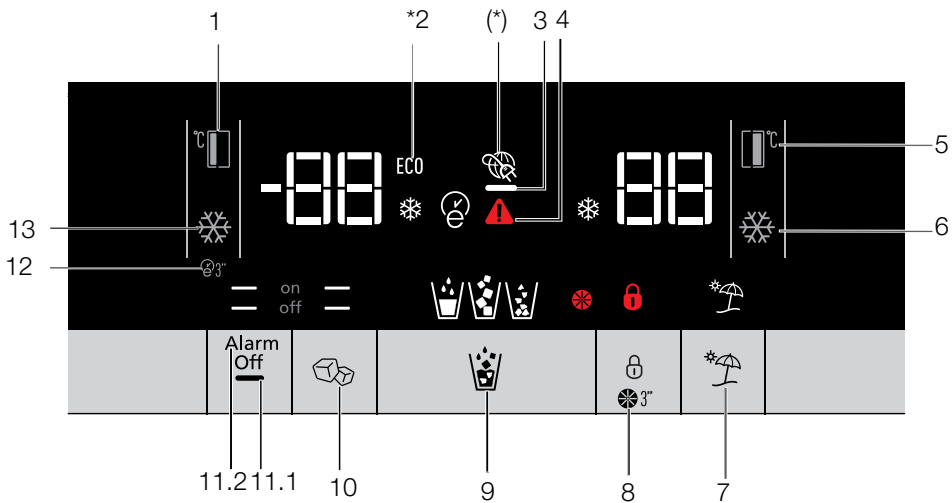 1 *2 (*) 3 4
°C °C 5
-88 ECO 88
e
13 6
12 e 3"
on
off
Alarm
Off
3"
11.2 11.1 10 9 8 7